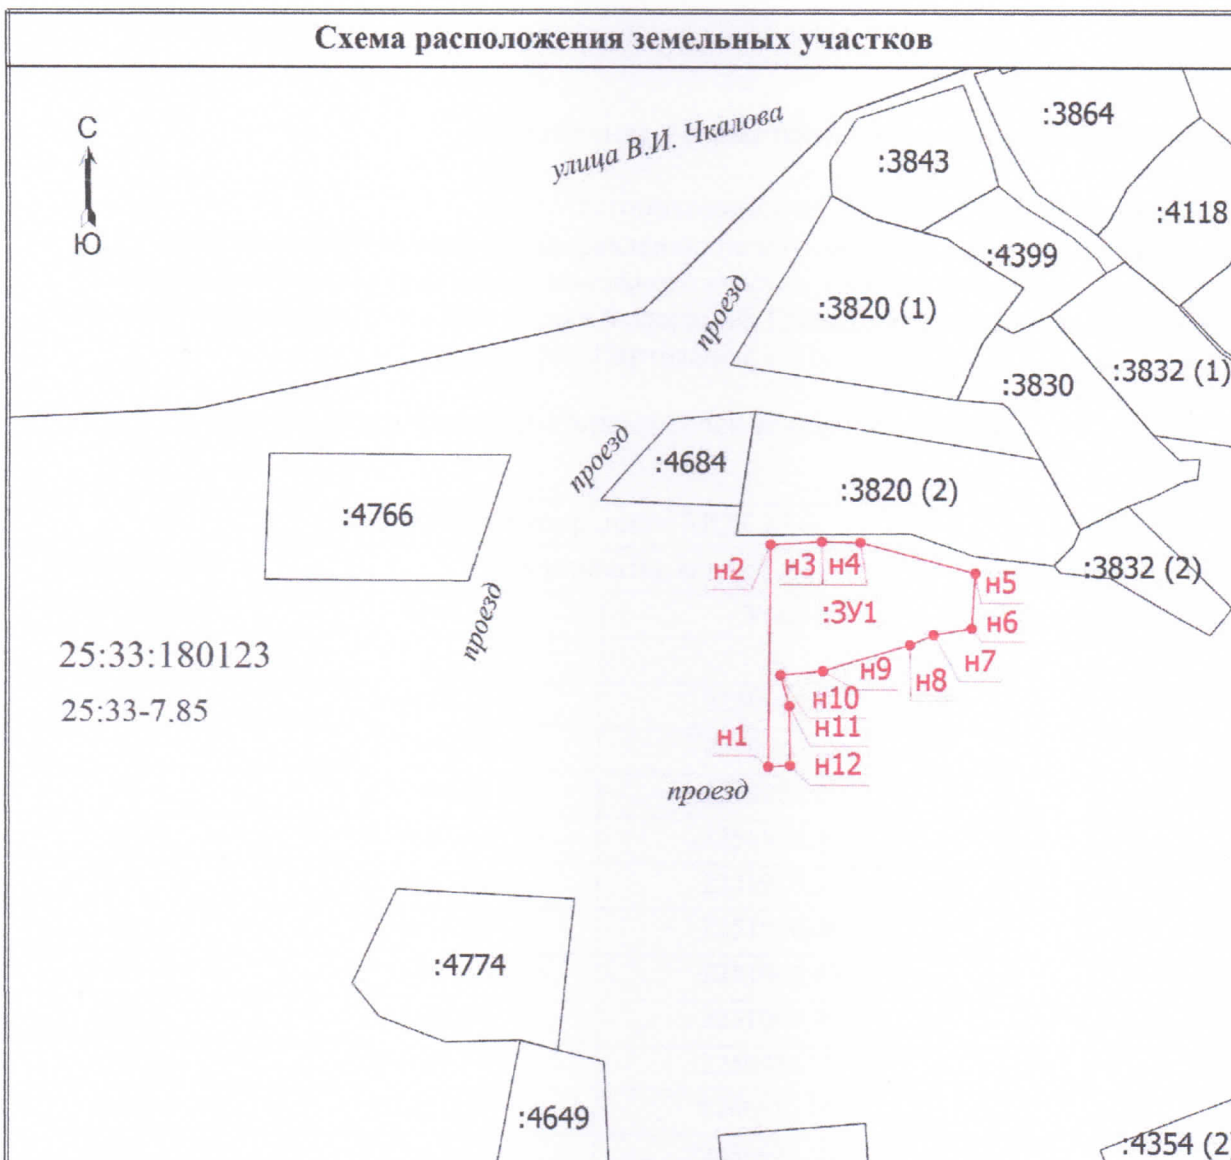 Схема расположения земельных участков
С
Ю
улица В.И. Чкалова
:3864
:3843
:4118
:4399
проезд
:3820 (1)
:3832 (1)
:3830
проезд
:4684
:3820 (2)
:4766
:3832 (2)
н2
н3
н4
н5
проезд
:ЗУ1
н6
25:33:180123
н7
н8
н9
25:33-7.85
н10
н11
н1
н12
проезд
:4774
:4649
:4354 (2